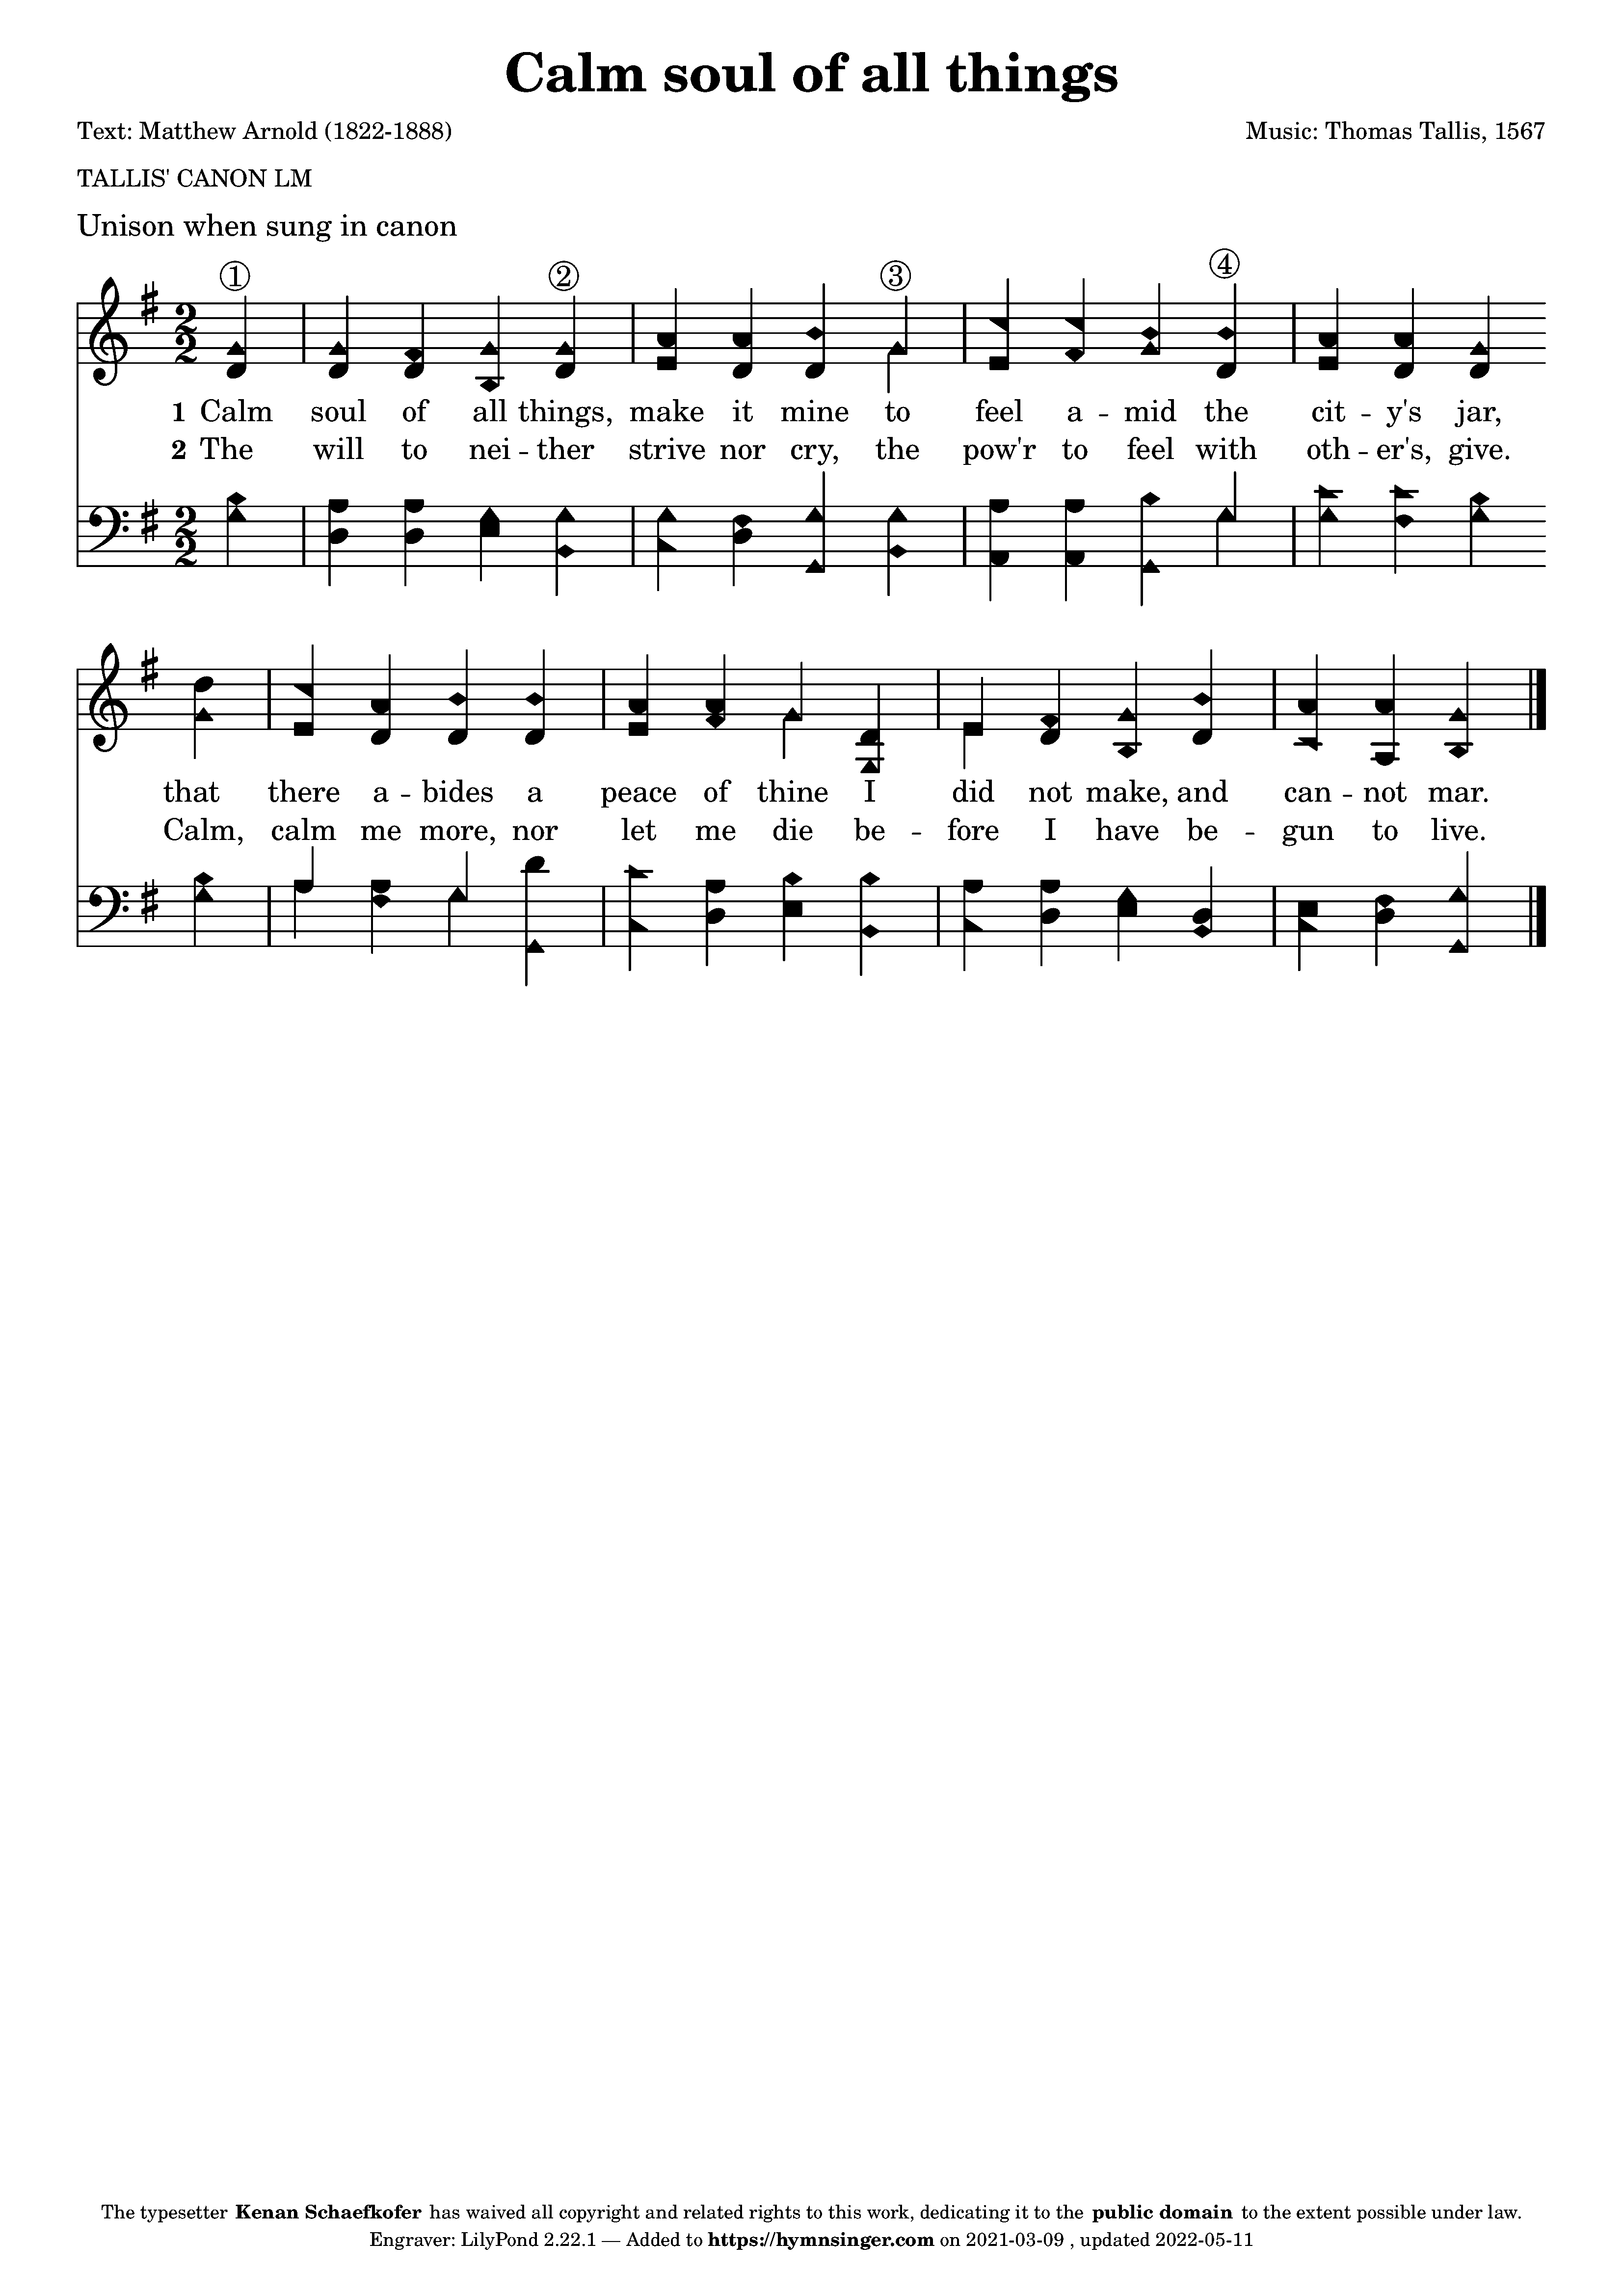 Calm soul of all things
Text: Matthew Arnold (1822-1888) Music: Thomas Tallis, 1567
TALLIS' CANON LM
Unison when sung in canon
1 2 3 4
2
2
1 Calm soul of all things, make it mine to feel a -- mid the cit -- y's jar,
2 The will to nei -- ther strive nor cry, the pow'r to feel with oth -- er's, give.
2
2
that there a -- bides a peace of thine I did not make, and can -- not mar.
Calm, calm me more, nor let me die be -- fore I have be -- gun to live.
The typesetter Kenan Schaefkofer has waived all copyright and related rights to this work, dedicating it to the public domain to the extent possible under law.
Engraver: LilyPond 2.22.1 — Added to https://hymnsinger.com on 2021-03-09 , updated 2022-05-11